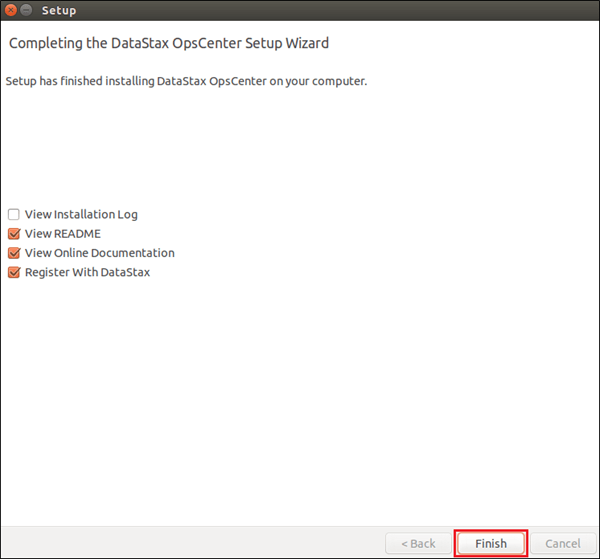 Setup
Completing the DataStax OpsCenter Setup Wizard
Setup has finished installing DataStax OpsCenter on your computer.
View Installation Log
View README
View Online Documentation
Register With DataStax
< Back
Finish
Cancel